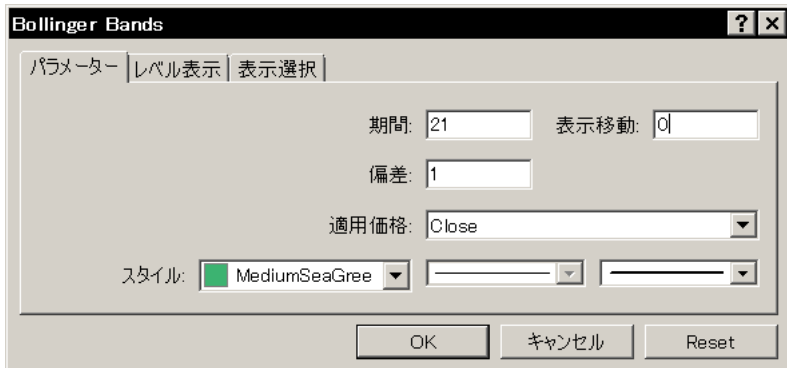 Bollinger Bands
パラメーター レベル表示 表示選択
期間: 21 表示移動: 0
偏差: 1
適用価格: Close
スタイル: MediumSeaGree
OK キャンセル Reset